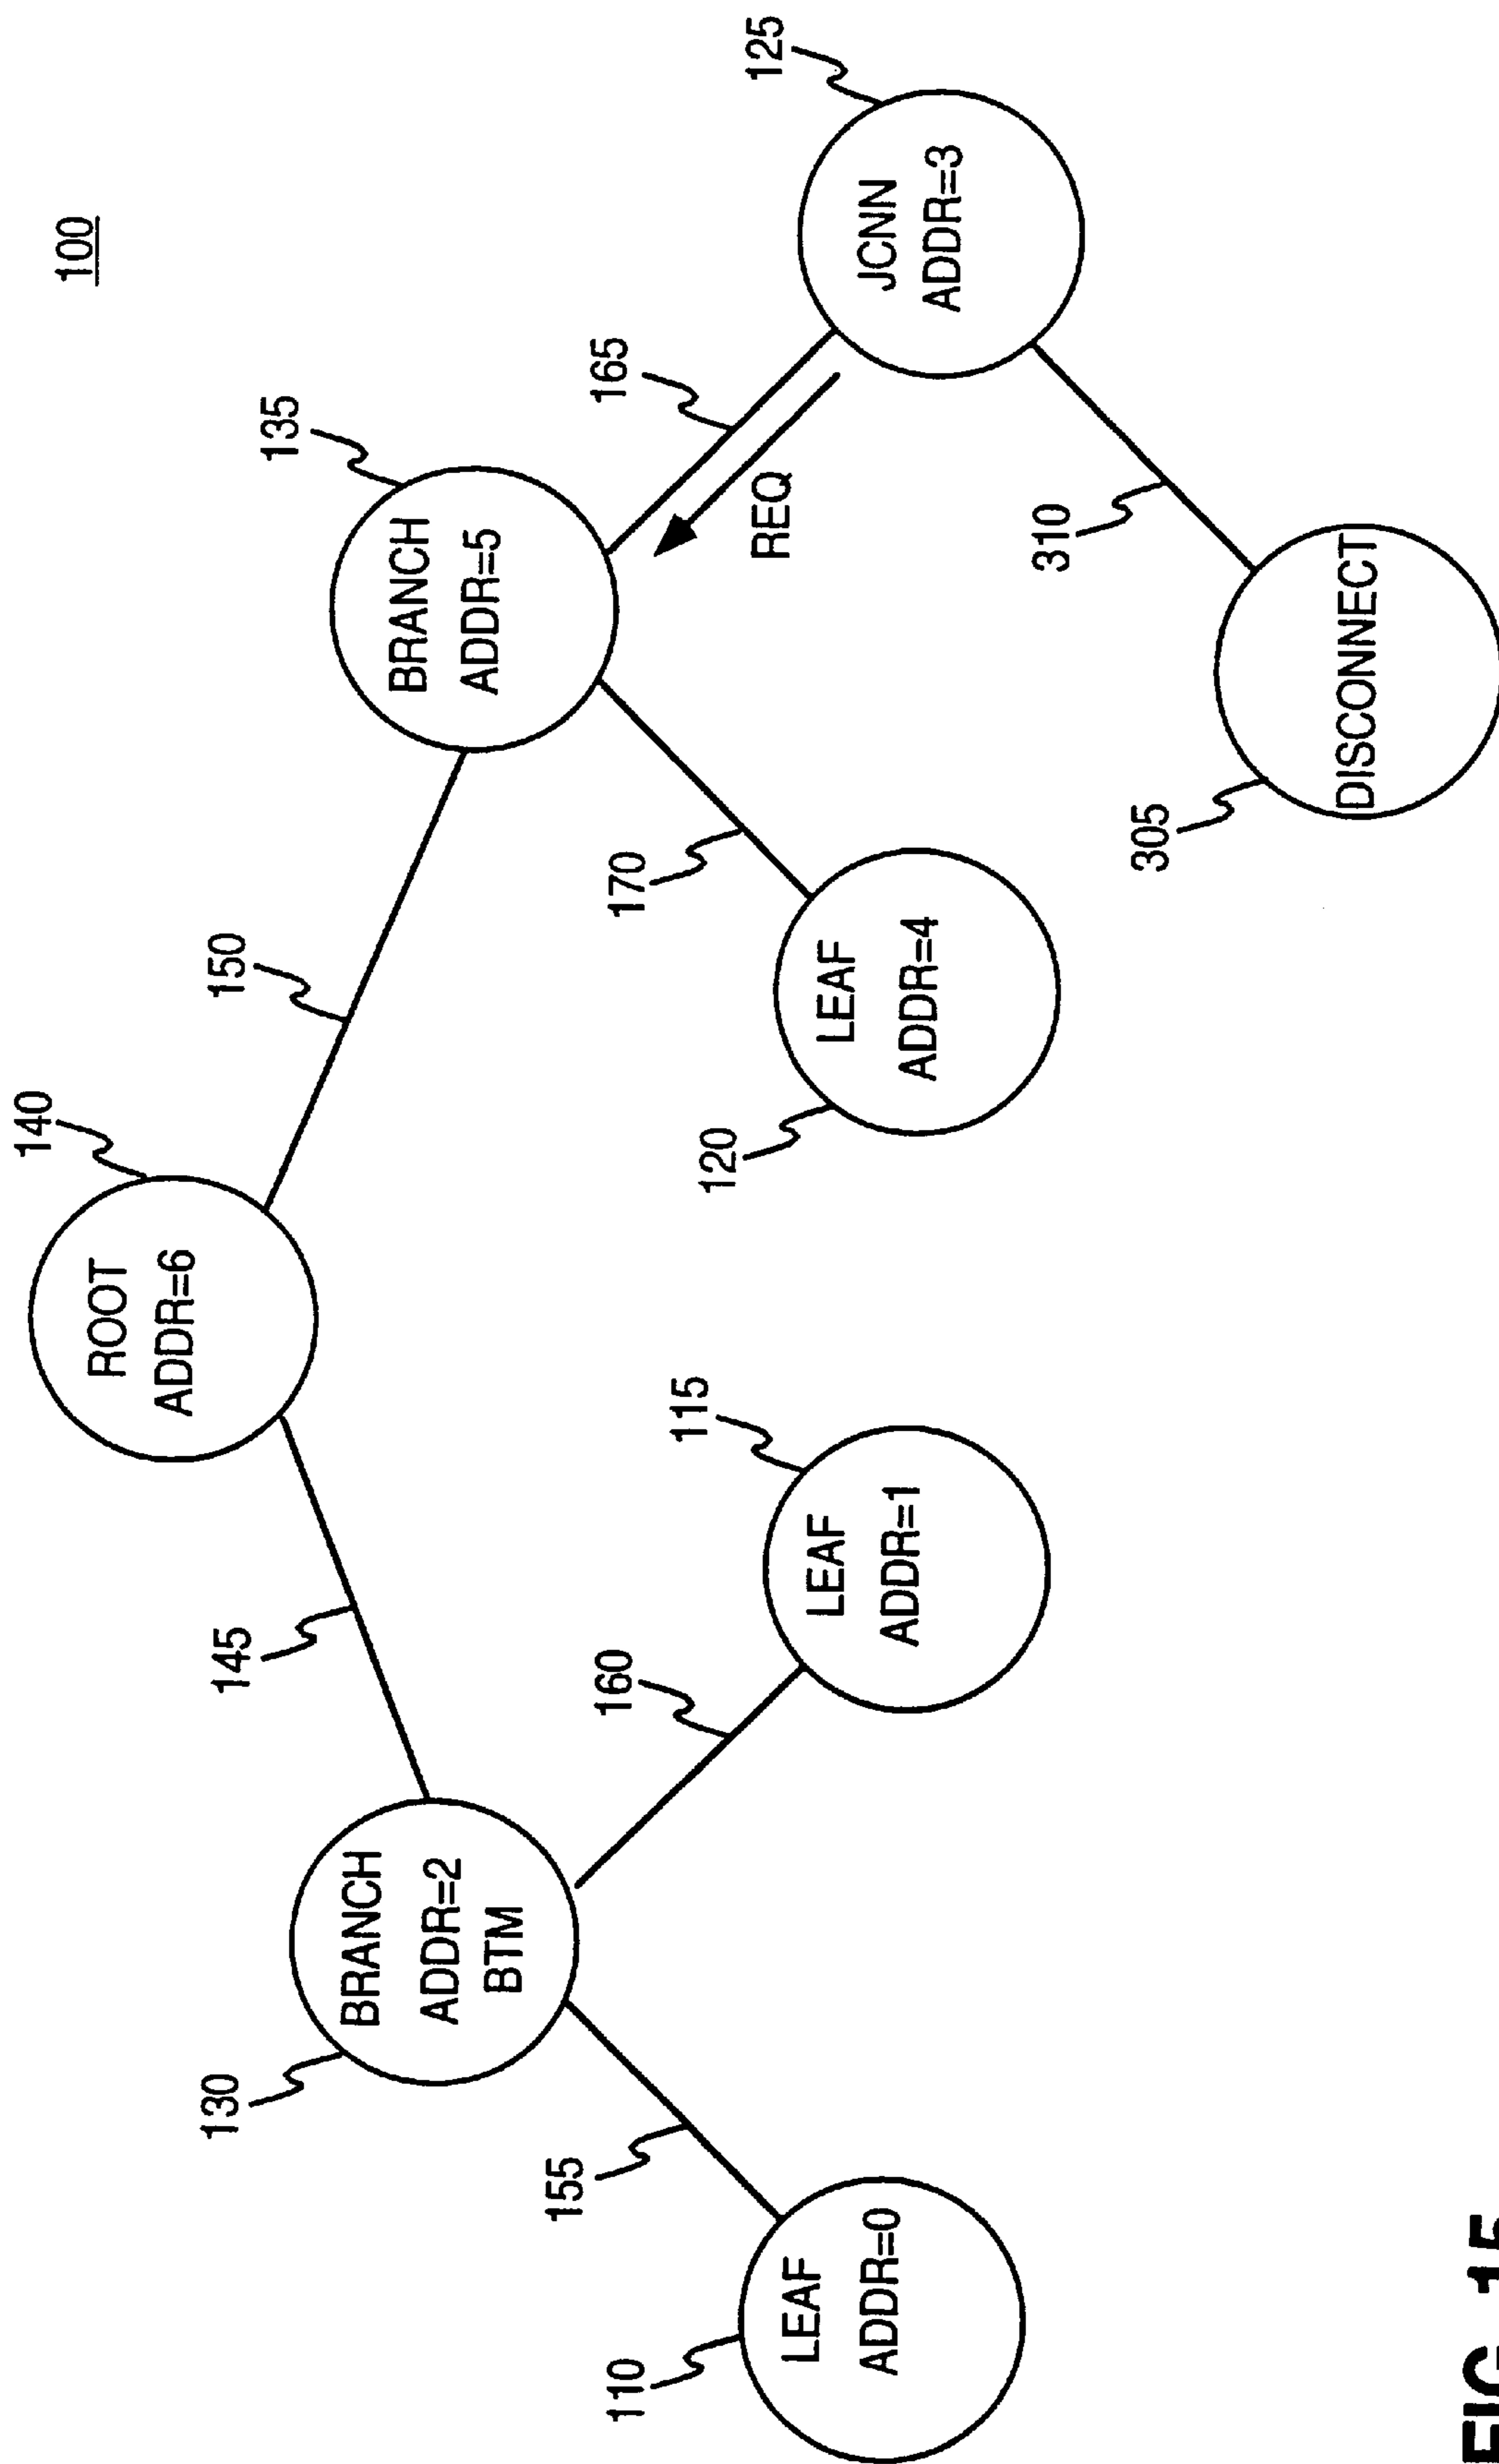 100
140
ROOT
ADDR=6
145
150
130
BRANCH
ADDR=2
BTM
135
BRANCH
ADDR=5
155
160
170
165
REQ
110
LEAF
ADDR=0
115
LEAF
ADDR=1
120
LEAF
ADDR=4
125
JCNN
ADDR=3
310
305
DISCONNECT
FIG. 15